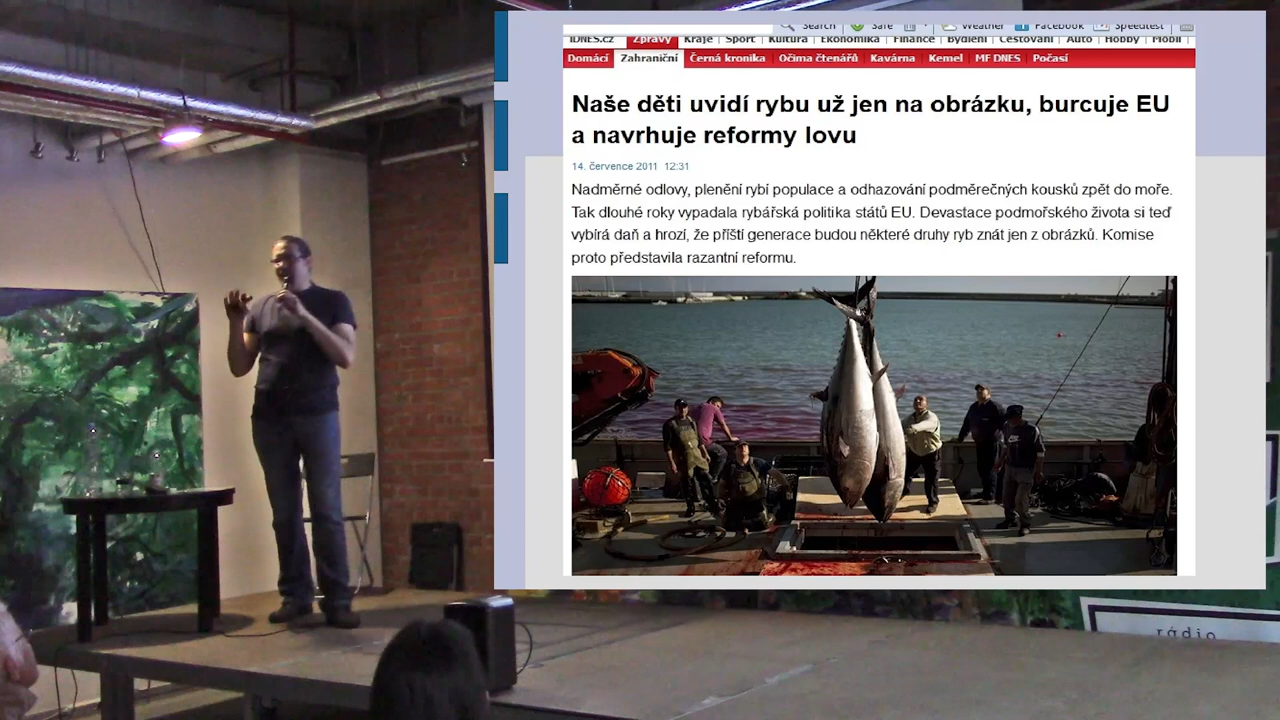 Search Safe Weather Facebook Speedtest
iDNES.cz Zprávy Kraje Sport Kultura Ekonomika Finance Bydlení Cestování Auto Hobby Mobil
Domácí Zahraniční Černá kronika Očima čtenářů Kavárna Kemel MF DNES Počasí
Naše děti uvidí rybu už jen na obrázku, burcuje EU
a navrhuje reformy lovu
14. července 2011 12:31
Nadměrné odlovy, plenění rybí populace a odhazování podměrečných kousků zpět do moře.
Tak dlouhé roky vypadala rybářská politika států EU. Devastace podmořského života si teď
vybírá daň a hrozí, že příští generace budou některé druhy ryb znát jen z obrázků. Komise
proto představila razantní reformu.
rádio